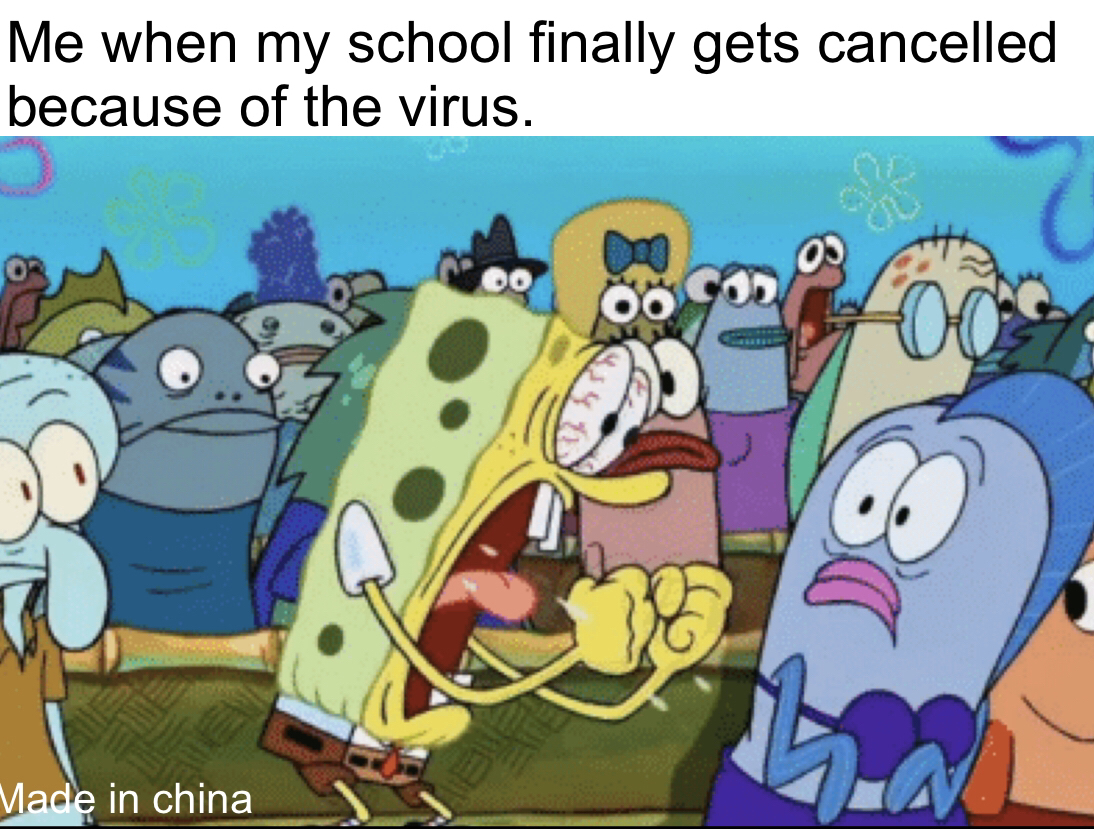 Me when my school finally gets cancelled
because of the virus.
Made in china